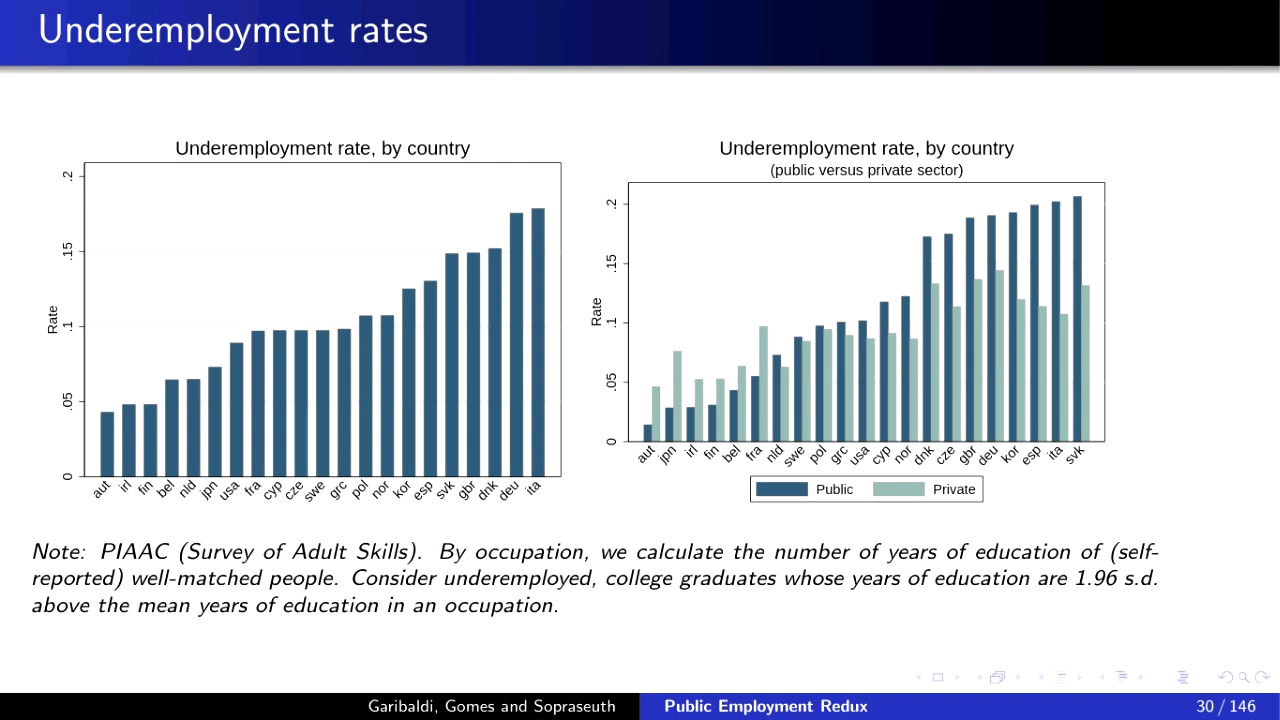 Underemployment rates
Underemployment rate, by country
Rate
0 .05 .1 .15 .2
aut irl fin bel nld jpn usa fra cyp cze swe grc pol nor kor esp svk gbr dnk deu ita
Underemployment rate, by country
(public versus private sector)
Rate
0 .05 .1 .15 .2
aut jpn irl fin bel fra nld swe pol grc usa cyp nor dnk cze gbr deu kor esp ita svk
Public Private
Note: PIAAC (Survey of Adult Skills). By occupation, we calculate the number of years of education of (self-
reported) well-matched people. Consider underemployed, college graduates whose years of education are 1.96 s.d.
above the mean years of education in an occupation.
Garibaldi, Gomes and Sopraseuth Public Employment Redux 30 / 146